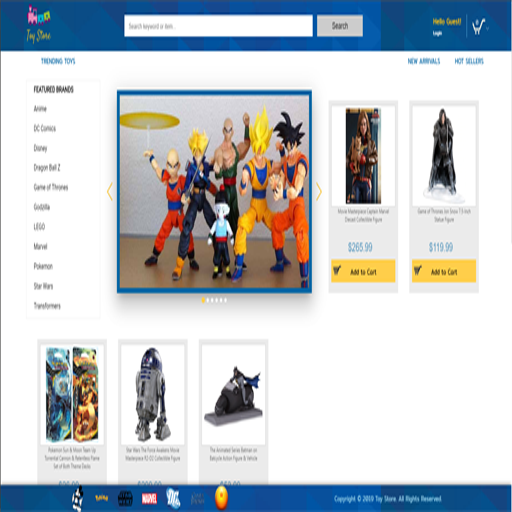 Toy Store
Search keyword or item...
Search
Hello Guest!
Login
0
TRENDING TOYS
NEW ARRIVALS
HOT SELLERS
FEATURED BRANDS
Anime
DC Comics
Disney
Dragon Ball Z
Game of Thrones
Godzilla
LEGO
Marvel
Pokemon
Star Wars
Transformers
Movie Masterpiece Captain Marvel
Diecast Collectible Figure
$265.99
Add to Cart
Game of Thrones Jon Snow 7.5 Inch
Statue Figure
$119.99
Add to Cart
Pokemon Sun & Moon Team Up
Torrential Cannon & Relentless Flame
Set of Both Theme Decks
Star Wars The Force Awakens Movie
Masterpiece R2-D2 Collectible Figure
The Animated Series Batman on
Batcycle Action Figure & Vehicle
MARVEL
DC
Copyright © 2019 Toy Store. All Rights Reserved